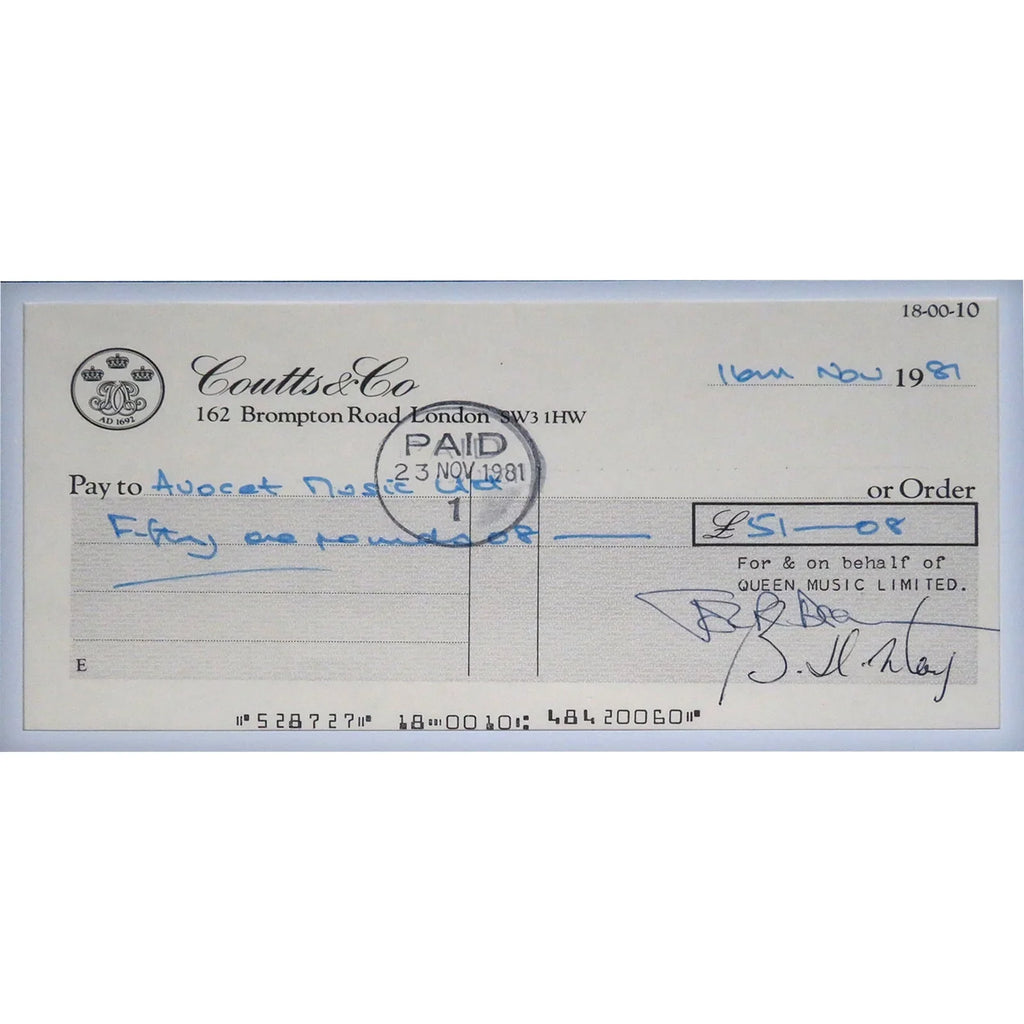 18-00-10
Coutts & Co
AD 1692
162 Brompton Road London SW3 1HW
16th Nov 1981
PAID
23 NOV 1981
1
Pay to Avocet Music Ltd or Order
Fifty one pounds 08 £51—08
For & on behalf of
QUEEN MUSIC LIMITED.
B. H. May
E
⑈528727⑈ 18⑉0010⑆ 48420060⑈